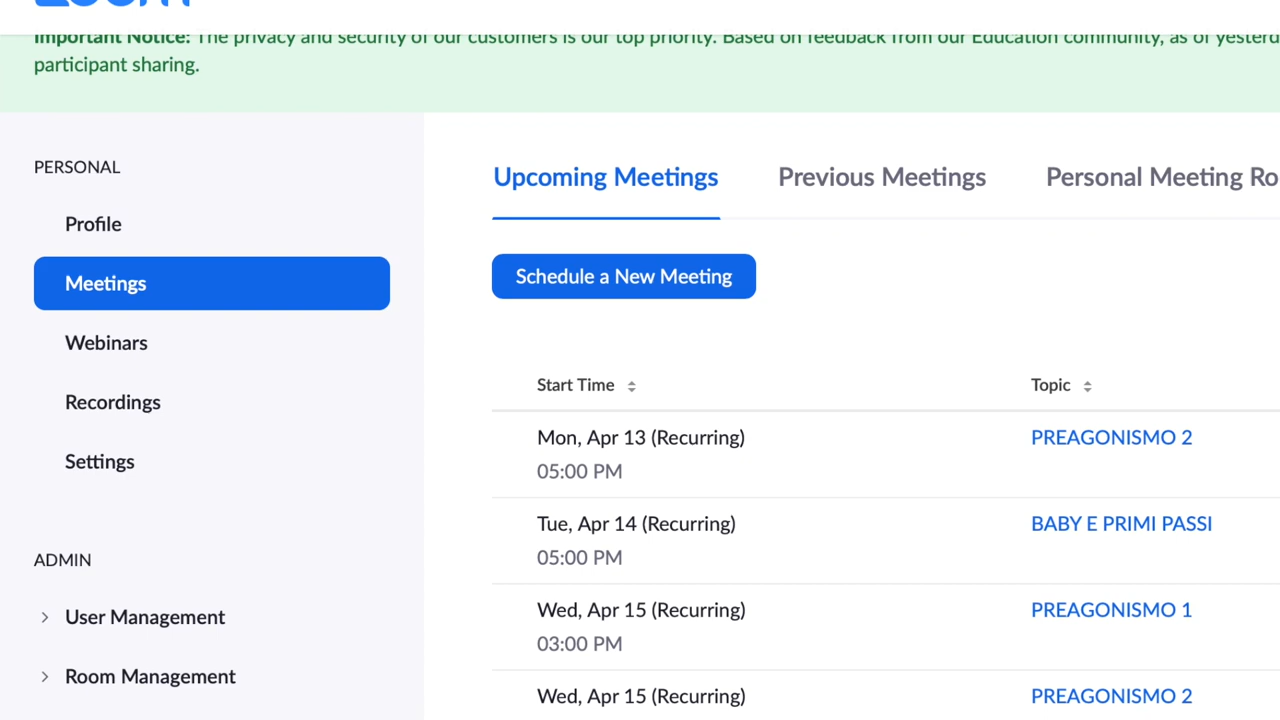 zoom
Important Notice: The privacy and security of our customers is our top priority. Based on feedback from our Education community, as of
participant sharing.
PERSONAL
Profile
Meetings
Webinars
Recordings
Settings
ADMIN
User Management
Room Management
Upcoming Meetings Previous Meetings Personal Meeting
Schedule a New Meeting
Start Time Topic
Mon, Apr 13 (Recurring) PREAGONISMO 2
05:00 PM
Tue, Apr 14 (Recurring) BABY E PRIMI PASSI
05:00 PM
Wed, Apr 15 (Recurring) PREAGONISMO 1
03:00 PM
Wed, Apr 15 (Recurring) PREAGONISMO 2